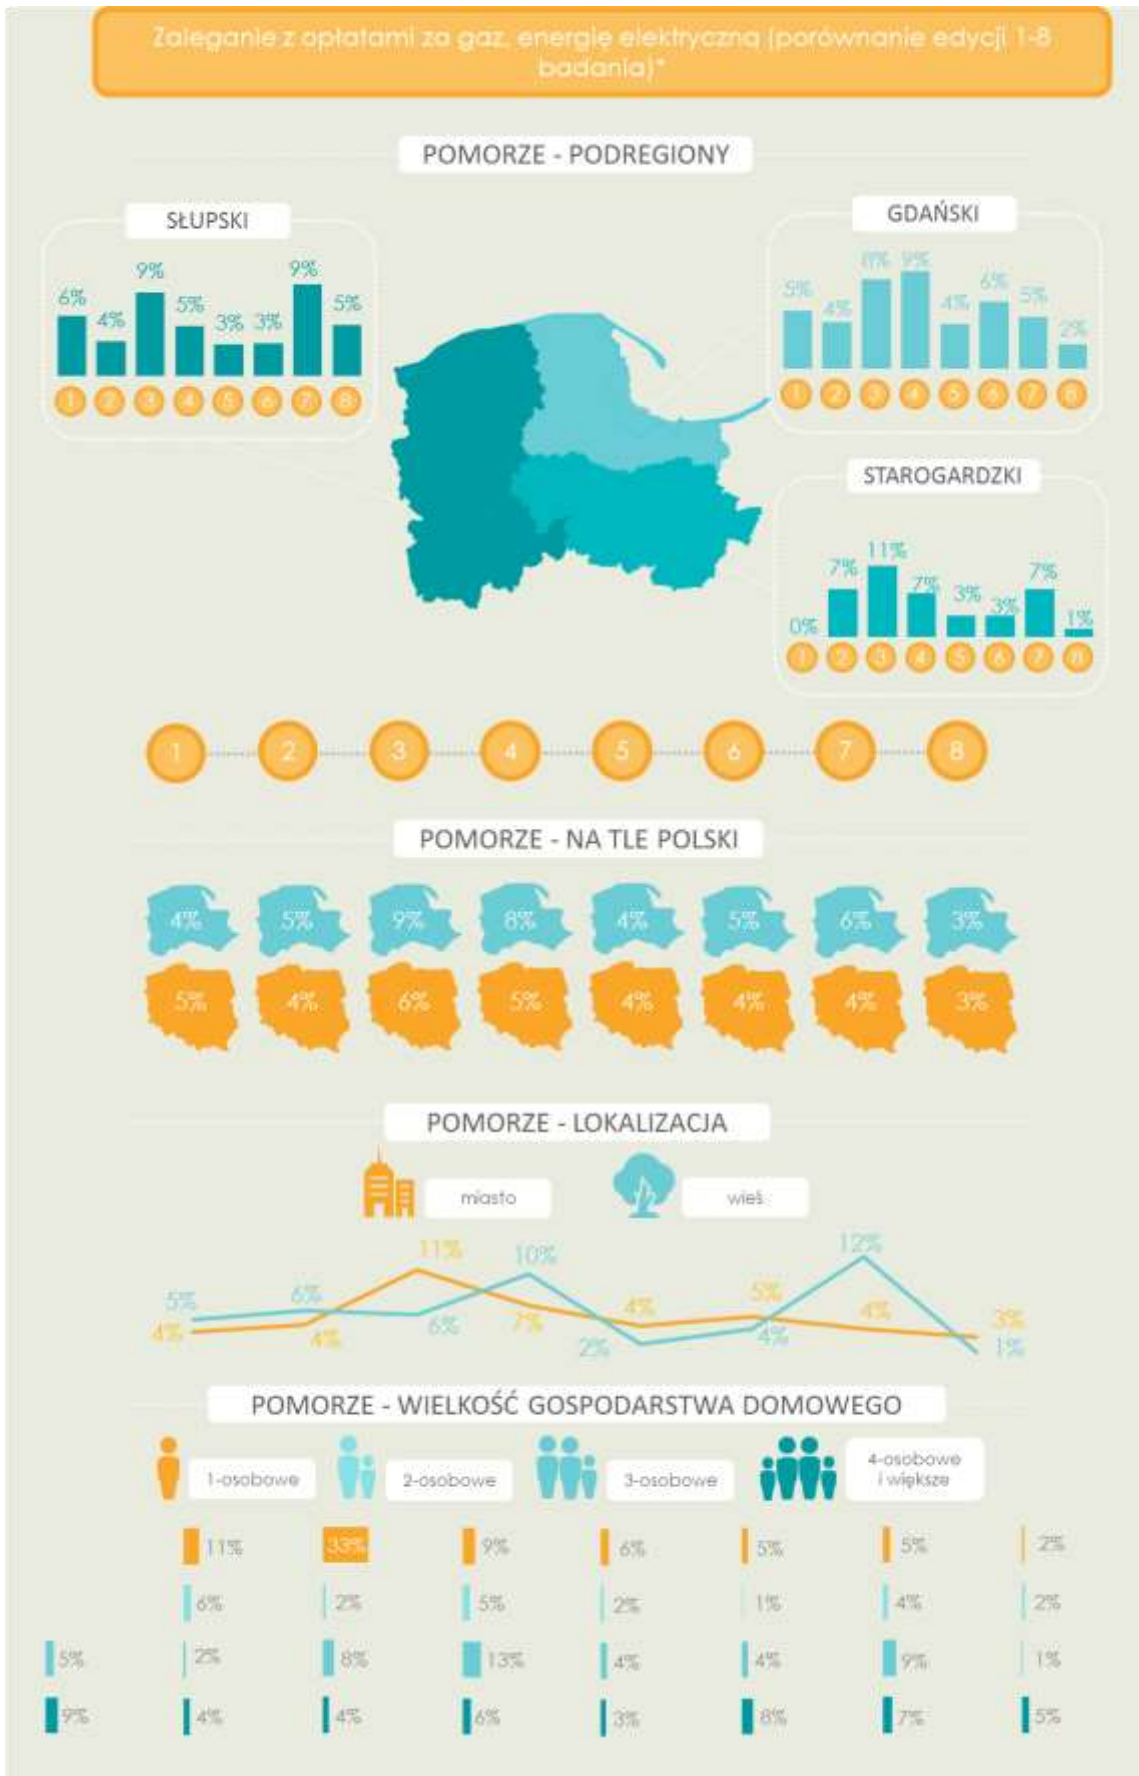 Zaleganie z opłatami za gaz, energię elektryczną (porównanie edycji 1-8
badania)*
POMORZE - PODREGIONY
SŁUPSKI
6% 4% 9% 5% 3% 3% 9% 5%
1 2 3 4 5 6 7 8
GDAŃSKI
5% 4% 8% 9% 4% 6% 5% 2%
1 2 3 4 5 6 7 8
STAROGARDZKI
0% 7% 11% 7% 3% 3% 7% 1%
1 2 3 4 5 6 7 8
1 2 3 4 5 6 7 8
POMORZE - NA TLE POLSKI
4% 5% 9% 8% 4% 5% 6% 3%
5% 4% 6% 5% 4% 4% 4% 3%
POMORZE - LOKALIZACJA
miasto wieś
5% 6% 6% 10% 2% 4% 12% 1%
4% 4% 11% 7% 4% 5% 4% 3%
POMORZE - WIELKOŚĆ GOSPODARSTWA DOMOWEGO
1-osobowe 2-osobowe 3-osobowe 4-osobowe
i większe
11% 33% 9% 6% 5% 5% 2%
6% 2% 5% 2% 1% 4% 2%
5% 2% 8% 13% 4% 4% 9% 1%
9% 4% 4% 6% 3% 8% 7% 5%